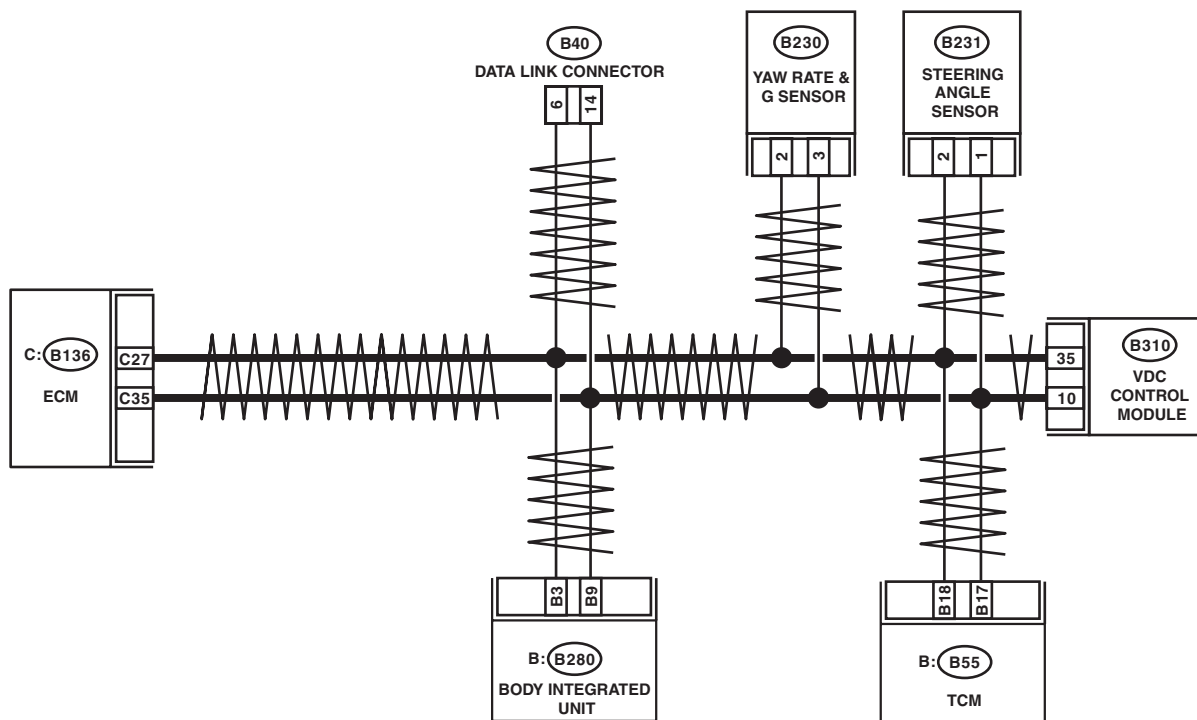 B40
DATA LINK CONNECTOR
6
14
B230
YAW RATE &
G SENSOR
2
3
B231
STEERING
ANGLE
SENSOR
2
1
C: B136
ECM
C27
C35
35
10
B310
VDC
CONTROL
MODULE
B3
B9
B: B280
BODY INTEGRATED
UNIT
B18
B17
B: B55
TCM